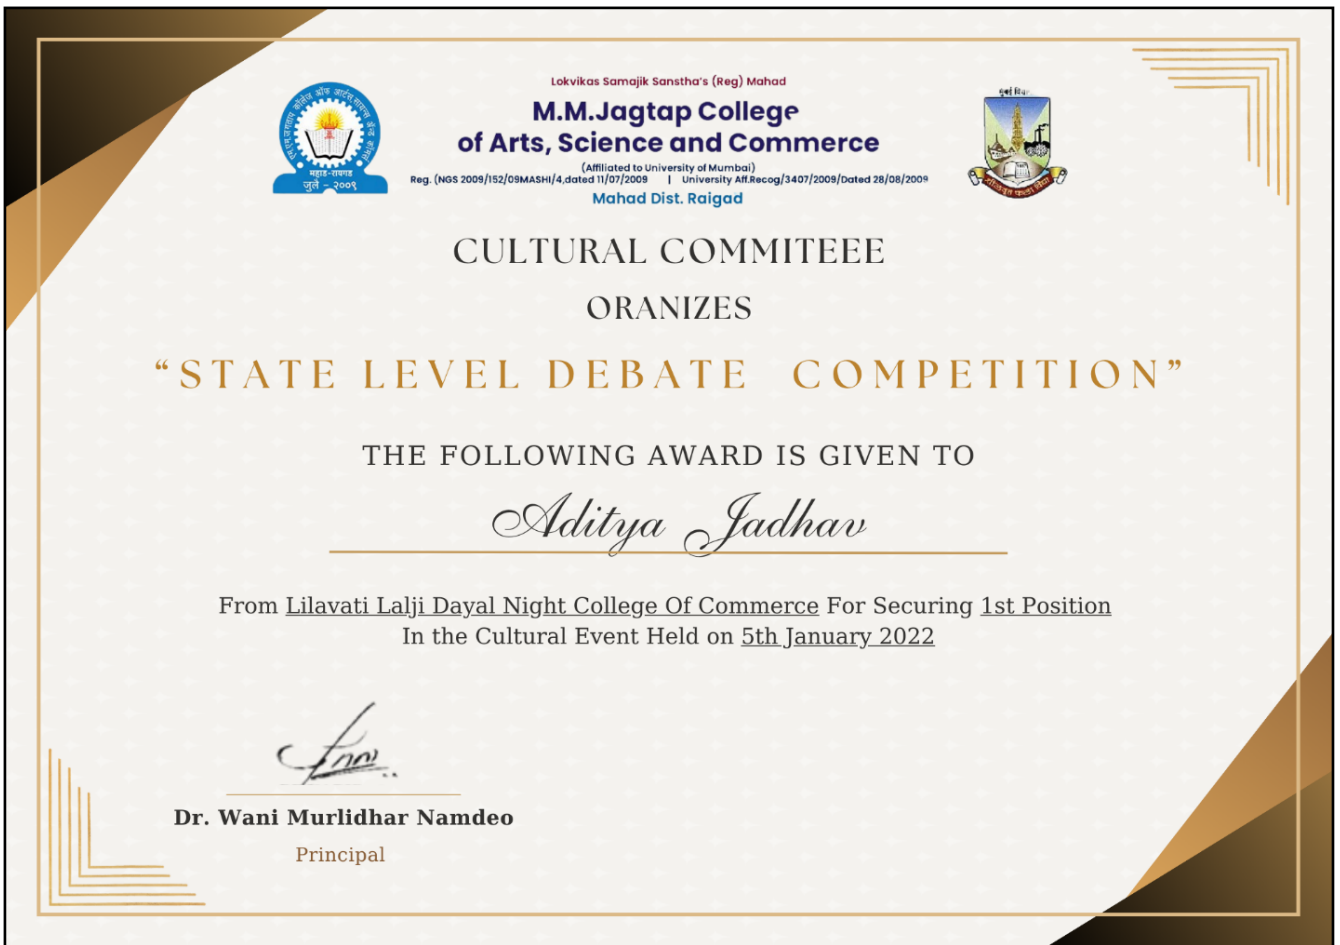 Lokvikas Samajik Sanstha's (Reg) Mahad
M.M.Jagtap College
of Arts, Science and Commerce
(Affiliated to University of Mumbai)
Reg. (NGS 2009/152/09MASHI/4,dated 11/07/2009 | University Aff.Recog/3407/2009/Dated 28/08/2009
Mahad Dist. Raigad
महाड-रायगड
जुले - २००९
CULTURAL COMMITEEE
ORANIZES
“STATE LEVEL DEBATE COMPETITION”
THE FOLLOWING AWARD IS GIVEN TO
Aditya Jadhav
From Lilavati Lalji Dayal Night College Of Commerce For Securing 1st Position
In the Cultural Event Held on 5th January 2022
Dr. Wani Murlidhar Namdeo
Principal